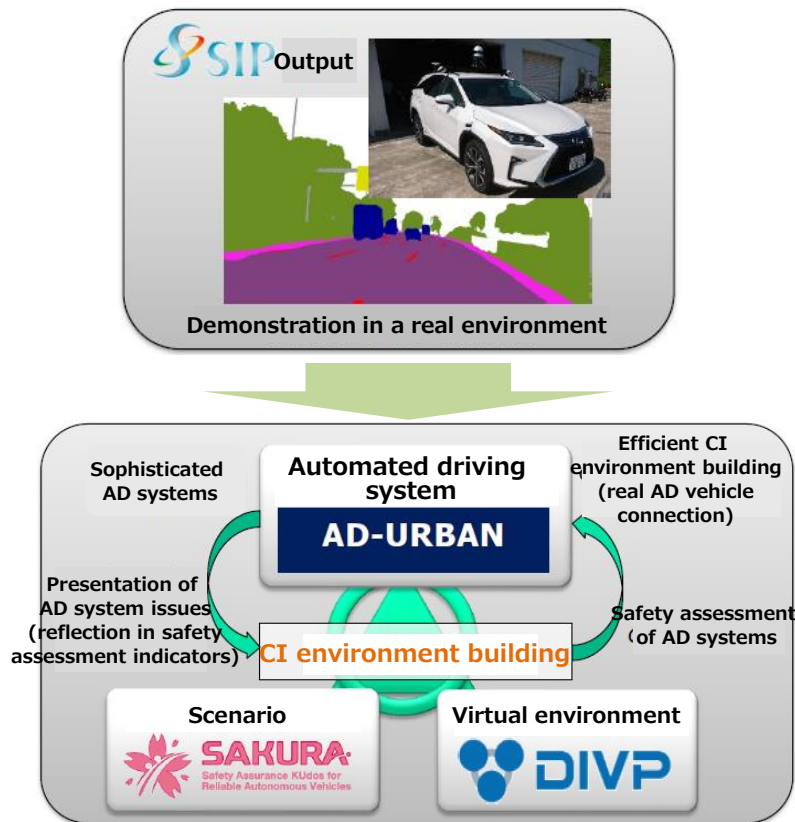 SIP Output
Demonstration in a real environment
Sophisticated
AD systems
Automated driving
system
AD-URBAN
Efficient CI
environment building
(real AD vehicle
connection)
Presentation of
AD system issues
(reflection in safety
assessment indicators)
CI environment building
Safety assessment
of AD systems
Scenario
SAKURA
Safety Assurance KUdos for
Reliable Autonomous Vehicles
Virtual environment
DIVP